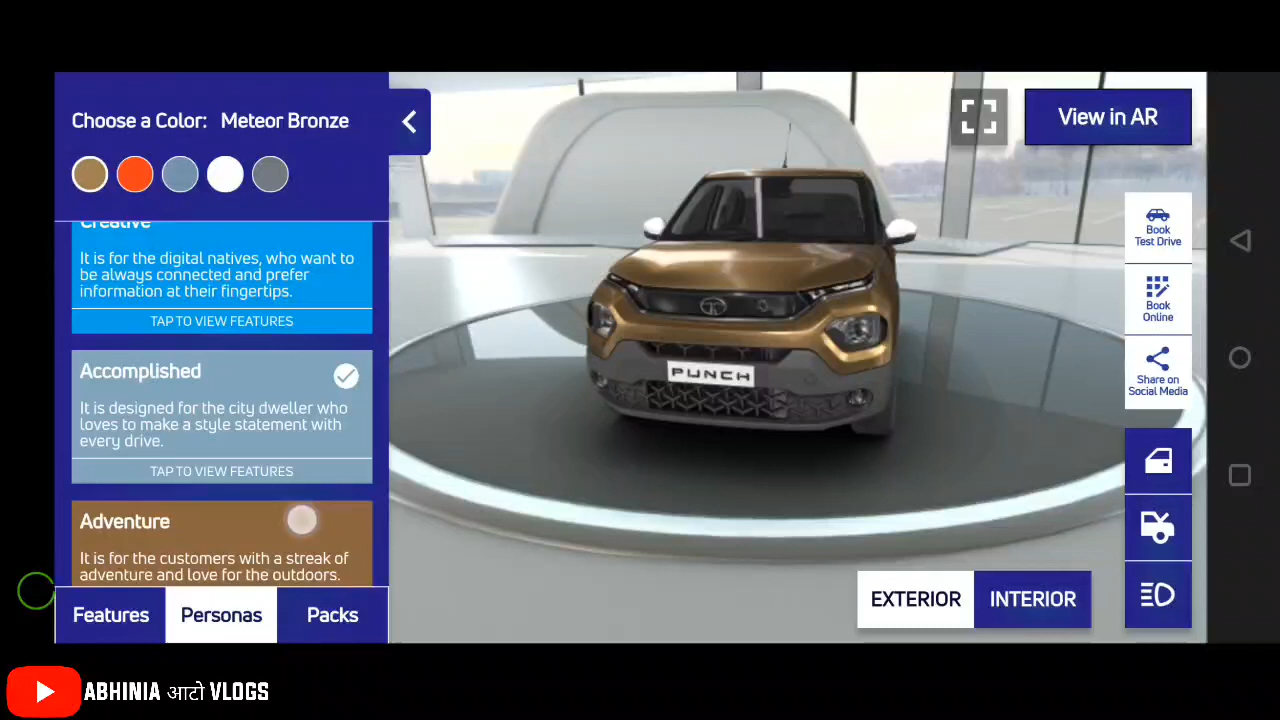 Choose a Color: Meteor Bronze
Creative
It is for the digital natives, who want to
be always connected and prefer
information at their fingertips.
TAP TO VIEW FEATURES
Accomplished
It is designed for the city dweller who
loves to make a style statement with
every drive.
TAP TO VIEW FEATURES
Adventure
It is for the customers with a streak of
adventure and love for the outdoors.
Features
Personas
Packs
PUNCH
View in AR
Book
Test Drive
Book
Online
Share on
Social Media
EXTERIOR
INTERIOR
ABHINIA आटो VLOGS